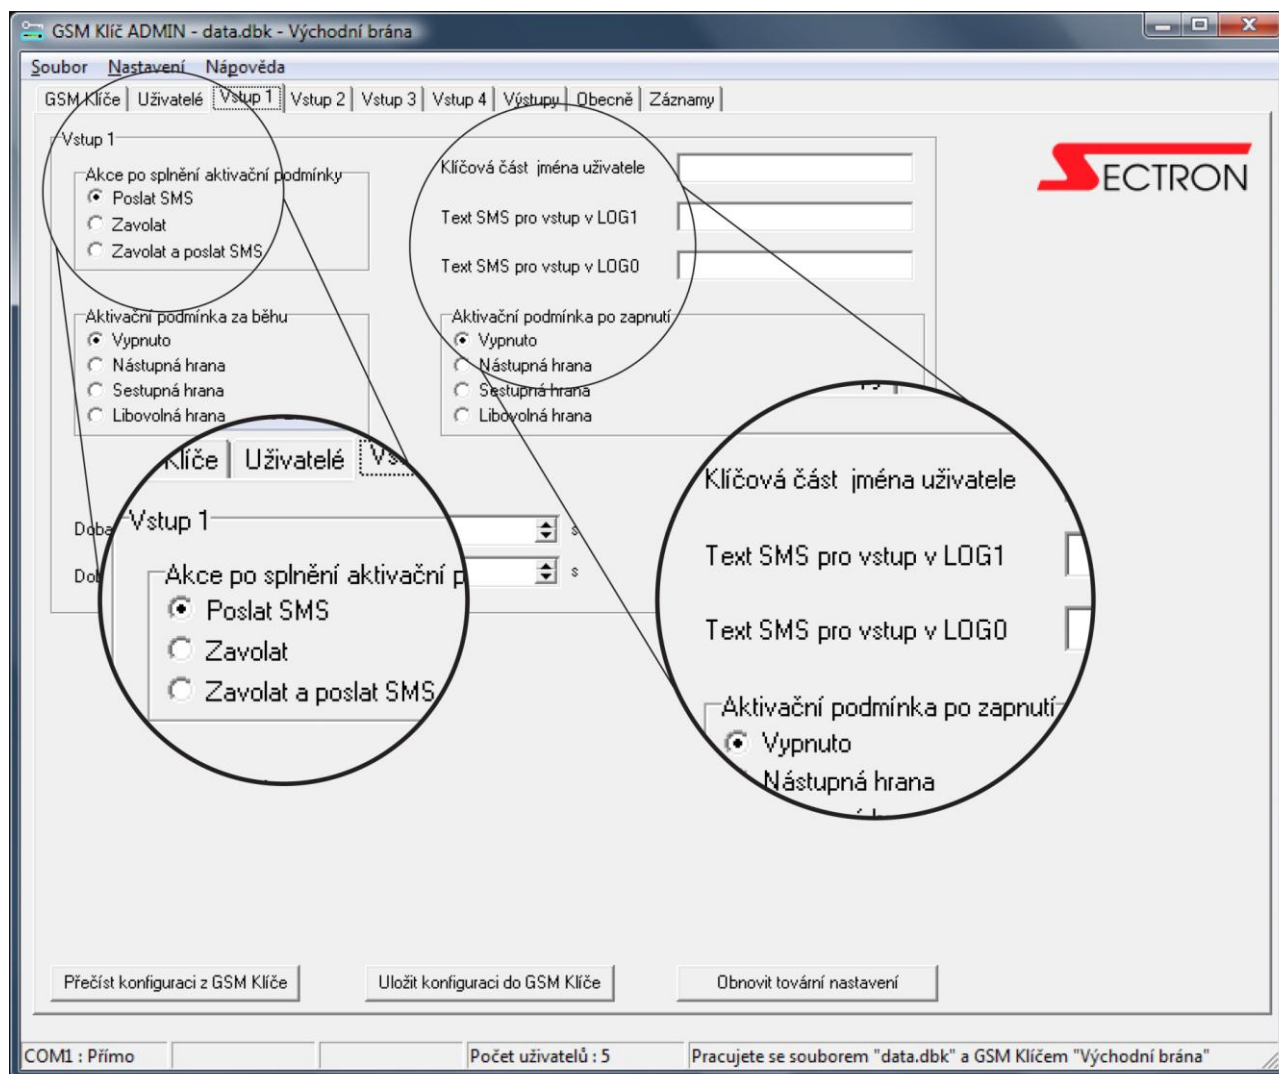 GSM Klíč ADMIN - data.dbk - Východní brána
Soubor Nastavení Nápověda
GSM Klíče Uživatelé Vstup 1 Vstup 2 Vstup 3 Vstup 4 Výstupy Obecně Záznamy
Vstup 1
SECTRON
Akce po splnění aktivační podmínky
Poslat SMS
Zavolat
Zavolat a poslat SMS
Klíčová část jména uživatele
Text SMS pro vstup v LOG1
Text SMS pro vstup v LOG0
Aktivační podmínka za běhu
Vypnuto
Nástupná hrana
Sestupná hrana
Libovolná hrana
Aktivační podmínka po zapnutí
Vypnuto
Nástupná hrana
Sestupná hrana
Libovolná hrana
Doba
s
s
Klíče Uživatelé
Vstup 1
Akce po splnění aktivační p
Poslat SMS
Zavolat
Zavolat a poslat SMS
Klíčová část jména uživatele
Text SMS pro vstup v LOG1
Text SMS pro vstup v LOG0
Aktivační podmínka po zapnutí
Vypnuto
Nástupná hrana
Přečíst konfiguraci z GSM Klíče Uložit konfiguraci do GSM Klíče Obnovit tovární nastavení
COM1 : Přímo Počet uživatelů : 5 Pracujete se souborem "data.dbk" a GSM Klíčem "Východní brána"